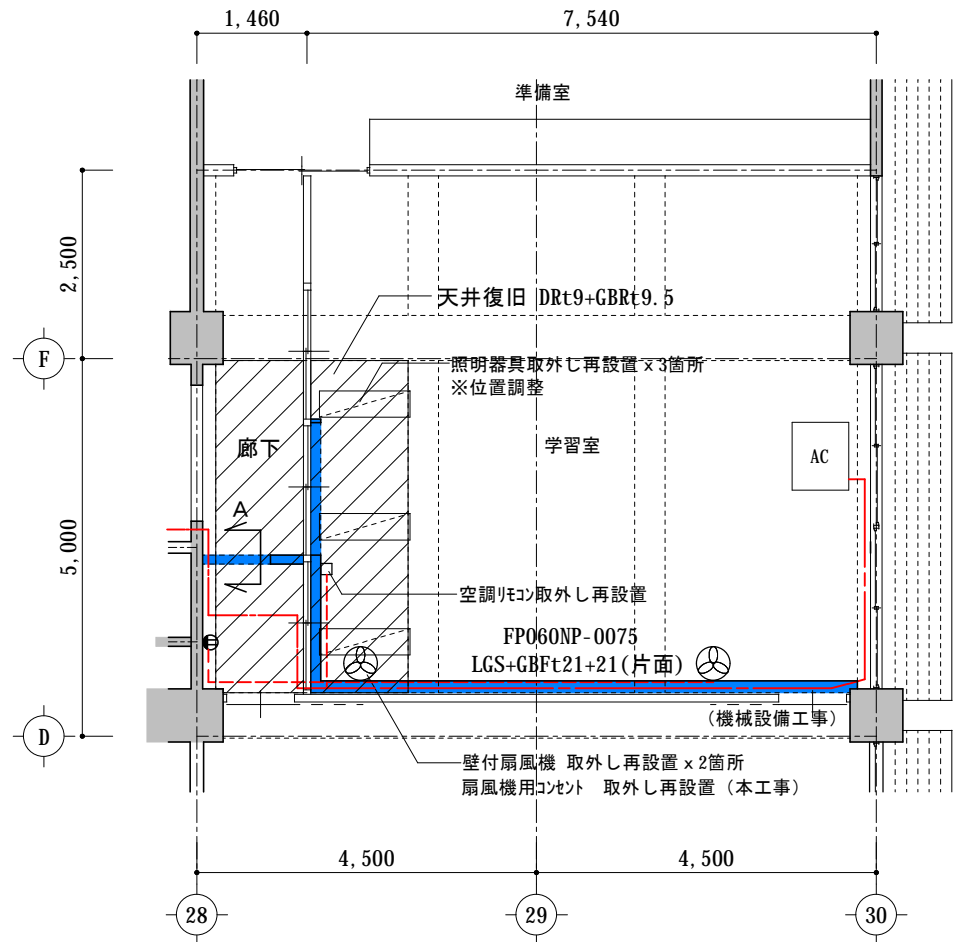 1,460
7,540
準備室
2,500
天井復旧 DRt9+GBRt9.5
F
照明器具取外し再設置ｘ3箇所
※位置調整
廊下
学習室
AC
A
5,000
空調ﾘﾓｺﾝ取外し再設置
FP060NP-0075
LGS+GBFt21+21(片面)
(機械設備工事)
D
壁付扇風機 取外し再設置ｘ2箇所
扇風機用ｺﾝｾﾝﾄ　取外し再設置（本工事）
4,500
4,500
28
29
30